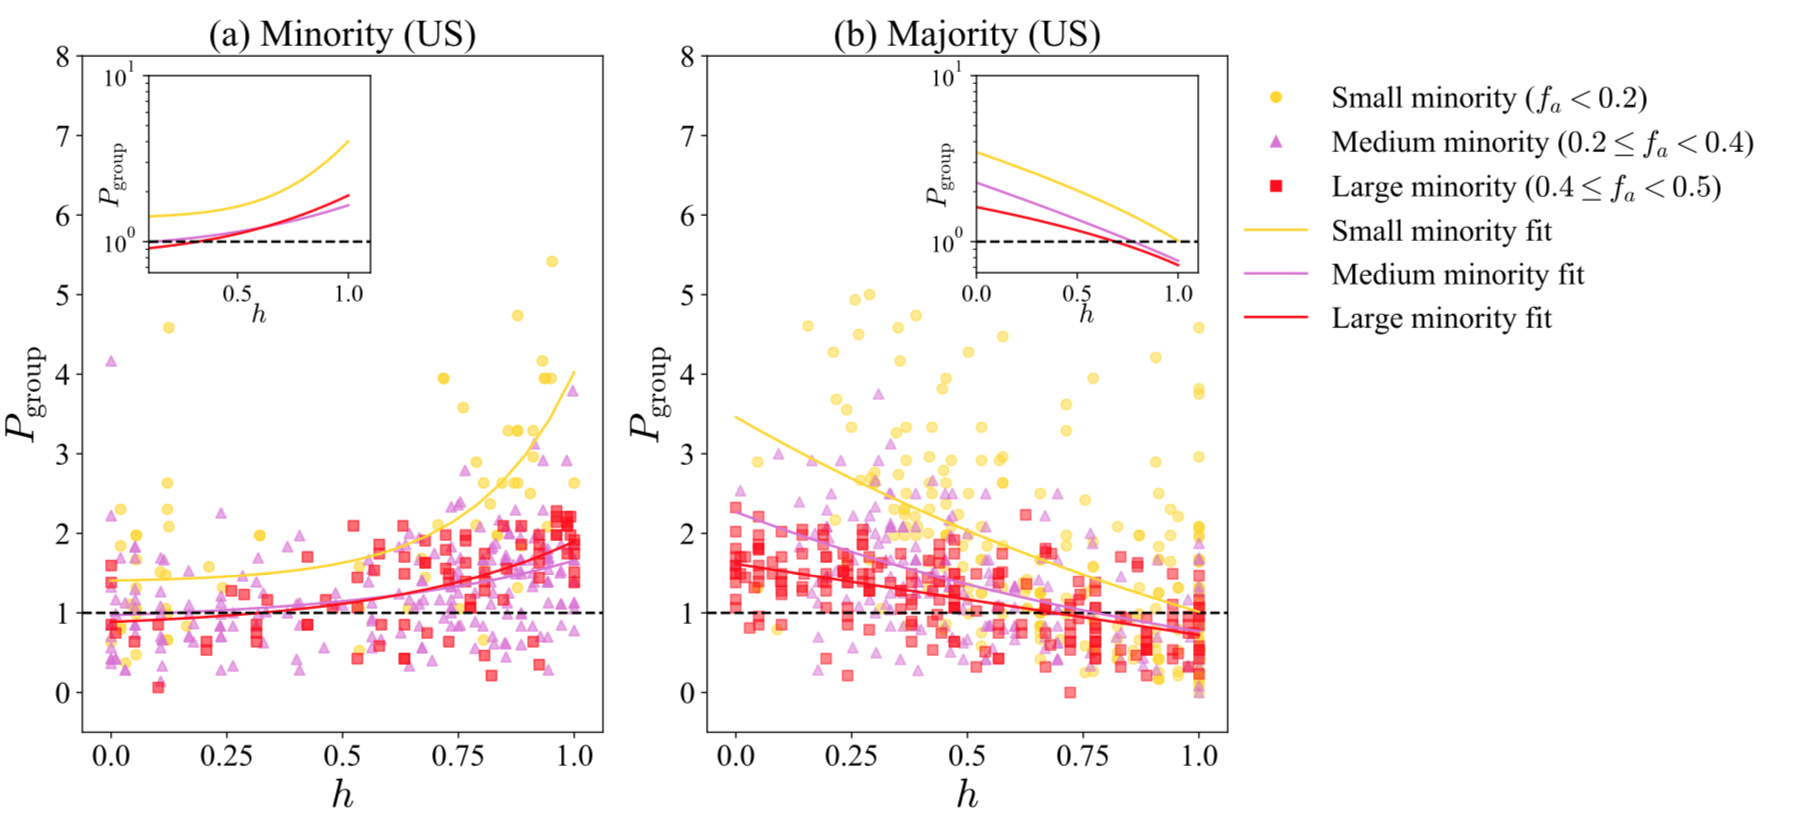 (a) Minority (US)
8
7
6
5
4
3
2
1
0
P_group
0.0 0.25 0.5 0.75 1.0
h
10^1
10^0
P_group
0.5 1.0
h
(b) Majority (US)
8
7
6
5
4
3
2
1
0
P_group
0.0 0.25 0.5 0.75 1.0
h
10^1
10^0
P_group
0.0 0.5 1.0
h
Small minority (f_a < 0.2)
Medium minority (0.2 ≤ f_a < 0.4)
Large minority (0.4 ≤ f_a < 0.5)
Small minority fit
Medium minority fit
Large minority fit